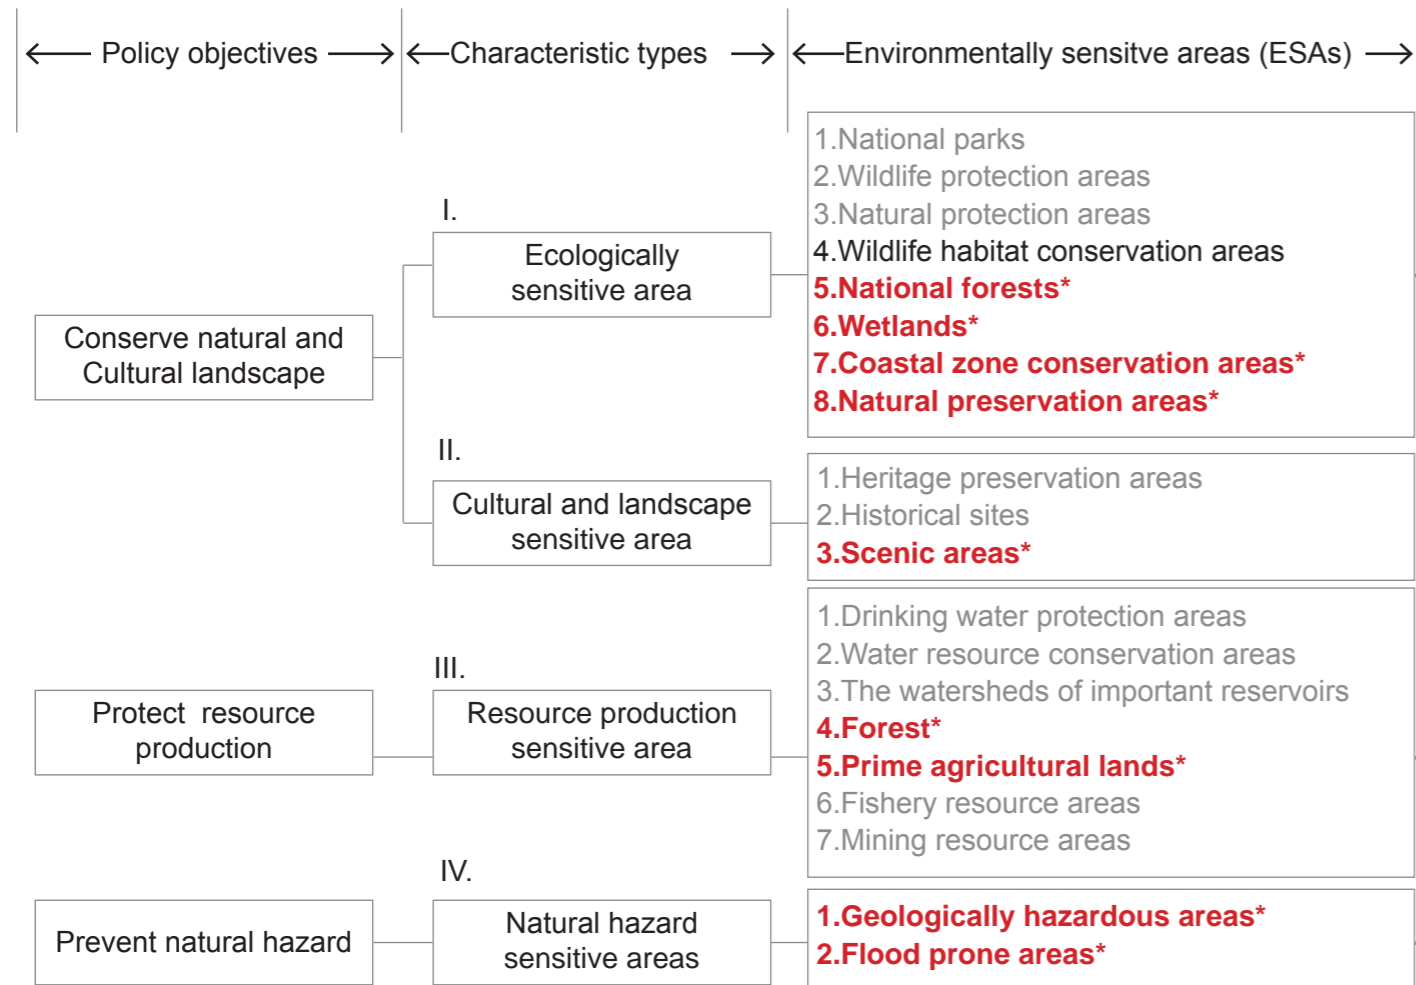 Policy objectives
Characteristic types
Environmentally sensitve areas (ESAs)
Conserve natural and
Cultural landscape
I.
Ecologically
sensitive area
1.National parks
2.Wildlife protection areas
3.Natural protection areas
4.Wildlife habitat conservation areas
5.National forests*
6.Wetlands*
7.Coastal zone conservation areas*
8.Natural preservation areas*
II.
Cultural and landscape
sensitive area
1.Heritage preservation areas
2.Historical sites
3.Scenic areas*
Protect resource
production
III.
Resource production
sensitive area
1.Drinking water protection areas
2.Water resource conservation areas
3.The watersheds of important reservoirs
4.Forest*
5.Prime agricultural lands*
6.Fishery resource areas
7.Mining resource areas
Prevent natural hazard
IV.
Natural hazard
sensitive areas
1.Geologically hazardous areas*
2.Flood prone areas*